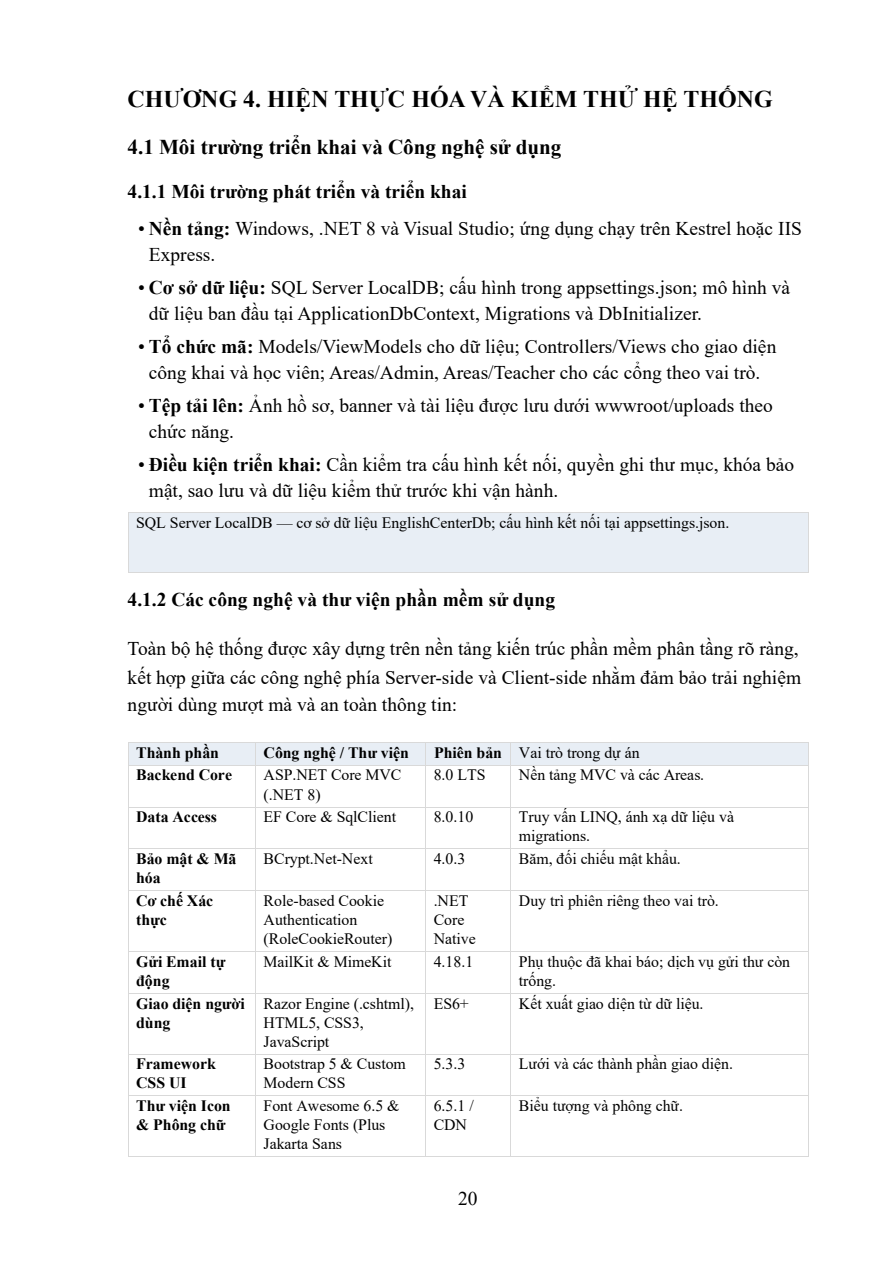 CHƯƠNG 4. HIỆN THỰC HÓA VÀ KIỂM THỬ HỆ THỐNG
4.1 Môi trường triển khai và Công nghệ sử dụng
4.1.1 Môi trường phát triển và triển khai
• Nền tảng: Windows, .NET 8 và Visual Studio; ứng dụng chạy trên Kestrel hoặc IIS
Express.
• Cơ sở dữ liệu: SQL Server LocalDB; cấu hình trong appsettings.json; mô hình và
dữ liệu ban đầu tại ApplicationDbContext, Migrations và DbInitializer.
• Tổ chức mã: Models/ViewModels cho dữ liệu; Controllers/Views cho giao diện
công khai và học viên; Areas/Admin, Areas/Teacher cho các cổng theo vai trò.
• Tệp tải lên: Ảnh hồ sơ, banner và tài liệu được lưu dưới wwwroot/uploads theo
chức năng.
• Điều kiện triển khai: Cần kiểm tra cấu hình kết nối, quyền ghi thư mục, khóa bảo
mật, sao lưu và dữ liệu kiểm thử trước khi vận hành.
SQL Server LocalDB — cơ sở dữ liệu EnglishCenterDb; cấu hình kết nối tại appsettings.json.
4.1.2 Các công nghệ và thư viện phần mềm sử dụng
Toàn bộ hệ thống được xây dựng trên nền tảng kiến trúc phần mềm phân tầng rõ ràng,
kết hợp giữa các công nghệ phía Server-side và Client-side nhằm đảm bảo trải nghiệm
người dùng mượt mà và an toàn thông tin:
Thành phần Công nghệ / Thư viện Phiên bản Vai trò trong dự án
Backend Core ASP.NET Core MVC 8.0 LTS Nền tảng MVC và các Areas.
(.NET 8)
Data Access EF Core & SqlClient 8.0.10 Truy vấn LINQ, ánh xạ dữ liệu và
migrations.
Bảo mật & Mã BCrypt.Net-Next 4.0.3 Băm, đối chiếu mật khẩu.
hóa
Cơ chế Xác Role-based Cookie .NET Duy trì phiên riêng theo vai trò.
thực Authentication Core
(RoleCookieRouter) Native
Gửi Email tự MailKit & MimeKit 4.18.1 Phụ thuộc đã khai báo; dịch vụ gửi thư còn
động trống.
Giao diện người Razor Engine (.cshtml), ES6+ Kết xuất giao diện từ dữ liệu.
dùng HTML5, CSS3,
JavaScript
Framework Bootstrap 5 & Custom 5.3.3 Lưới và các thành phần giao diện.
CSS UI Modern CSS
Thư viện Icon Font Awesome 6.5 & 6.5.1 / Biểu tượng và phông chữ.
& Phông chữ Google Fonts (Plus CDN
Jakarta Sans
20